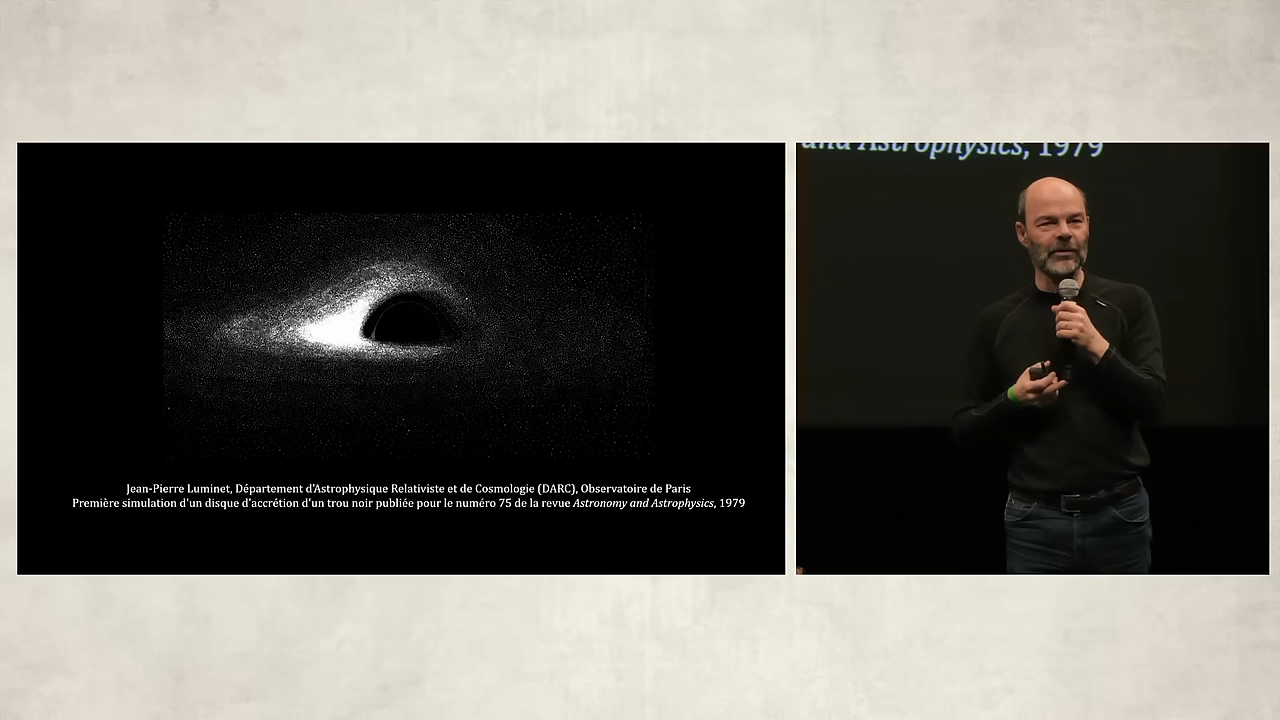 Jean-Pierre Luminet, Département d'Astrophysique Relativiste et de Cosmologie (DARC), Observatoire de Paris
Première simulation d'un disque d'accrétion d'un trou noir publiée pour le numéro 75 de la revue Astronomy and Astrophysics, 1979
and Astrophysics, 1979